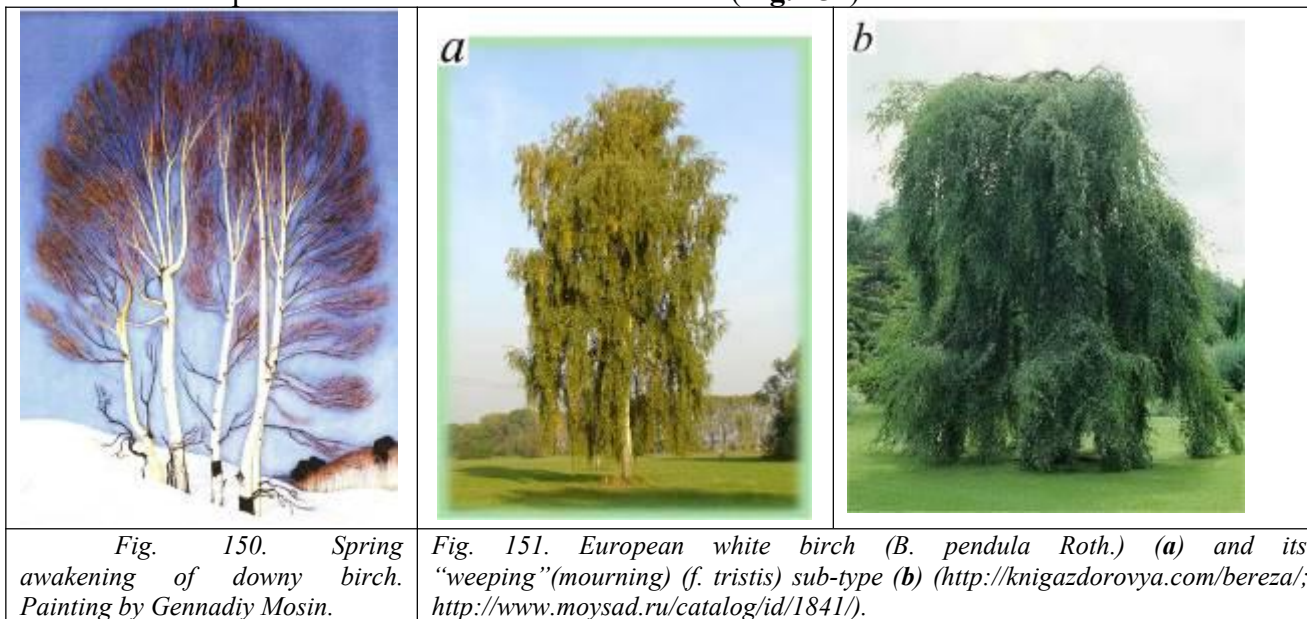 a
b
Fig. 150. Spring
awakening of downy birch.
Painting by Gennadiy Mosin.
Fig. 151. European white birch (B. pendula Roth.) (a) and its
“weeping”(mourning) (f. tristis) sub-type (b) (http://knigazdorovya.com/bereza/;
http://www.moysad.ru/catalog/id/1841/).